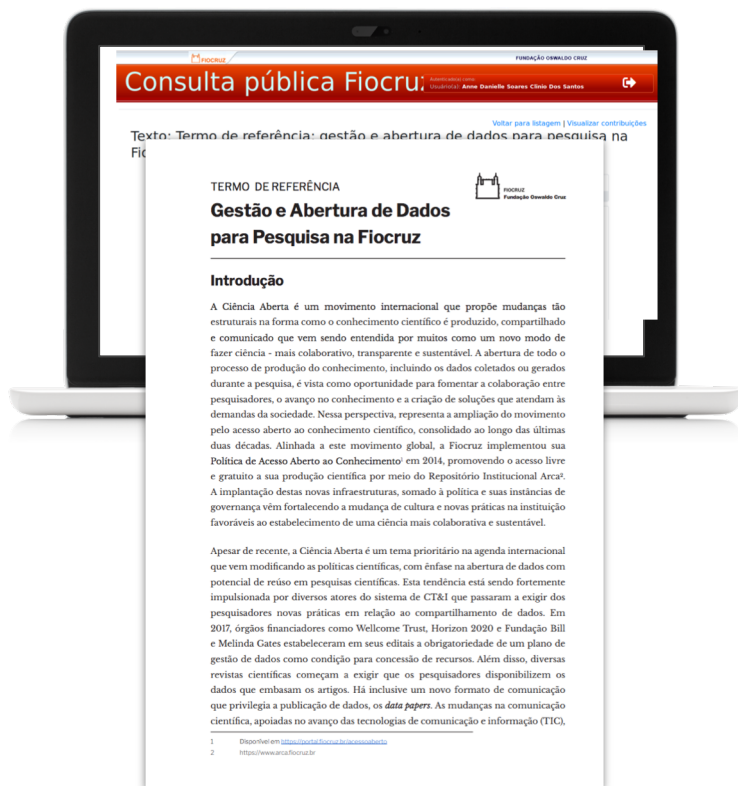 FIOCRUZ
FUNDAÇÃO OSWALDO CRUZ
Consulta pública Fiocruz
Autenticado(a) como
Usuário(a): Anne Danielle Soares Clinio Dos Santos
Voltar para listagem | Visualizar contribuições
Texto: Termo de referência: gestão e abertura de dados para pesquisa na
TERMO DE REFERÊNCIA
FIOCRUZ
Fundação Oswaldo Cruz
Gestão e Abertura de Dados
para Pesquisa na Fiocruz
Introdução
A Ciência Aberta é um movimento internacional que propõe mudanças tão
estruturais na forma como o conhecimento científico é produzido, compartilhado
e comunicado que vem sendo entendida por muitos como um novo modo de
fazer ciência - mais colaborativo, transparente e sustentável. A abertura de todo o
processo de produção do conhecimento, incluindo os dados coletados ou gerados
durante a pesquisa, é vista como oportunidade para fomentar a colaboração entre
pesquisadores, o avanço no conhecimento e a criação de soluções que atendam às
demandas da sociedade. Nessa perspectiva, representa a ampliação do movimento
pelo acesso aberto ao conhecimento científico, consolidado ao longo das últimas
duas décadas. Alinhada a este movimento global, a Fiocruz implementou sua
Política de Acesso Aberto ao Conhecimento¹ em 2014, promovendo o acesso livre
e gratuito a sua produção científica por meio do Repositório Institucional Arca².
A implantação destas novas infraestruturas, somado à política e suas instâncias de
governança vêm fortalecendo a mudança de cultura e novas práticas na instituição
favoráveis ao estabelecimento de uma ciência mais colaborativa e sustentável.
Apesar de recente, a Ciência Aberta é um tema prioritário na agenda internacional
que vem modificando as políticas científicas, com ênfase na abertura de dados com
potencial de reúso em pesquisas científicas. Esta tendência está sendo fortemente
impulsionada por diversos atores do sistema de CT&I que passaram a exigir dos
pesquisadores novas práticas em relação ao compartilhamento de dados. Em
2017, órgãos financiadores como Wellcome Trust, Horizon 2020 e Fundação Bill
e Melinda Gates estabeleceram em seus editais a obrigatoriedade de um plano de
gestão de dados como condição para concessão de recursos. Além disso, diversas
revistas científicas começam a exigir que os pesquisadores disponibilizem os
dados que embasam os artigos. Há inclusive um novo formato de comunicação
que privilegia a publicação de dados, os data papers. As mudanças na comunicação
científica, apoiadas no avanço das tecnologias de comunicação e informação (TIC),
1 Disponível em https://portal.fiocruz.br/acessoaberto
2 https://www.arca.fiocruz.br